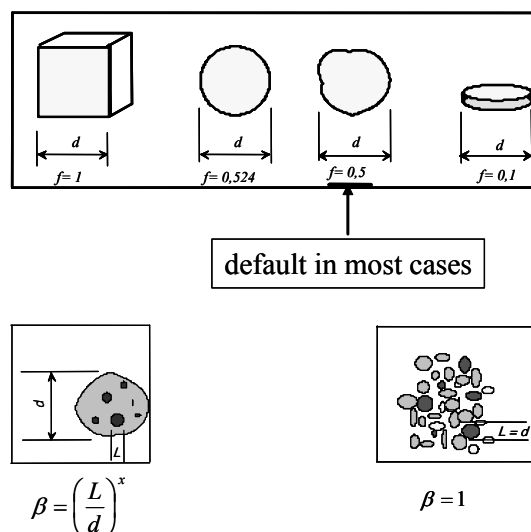 d d d d
f= 1 f= 0,524 f= 0,5 f= 0,1
default in most cases
d
L
L = d
β = (L/d)^x
β = 1